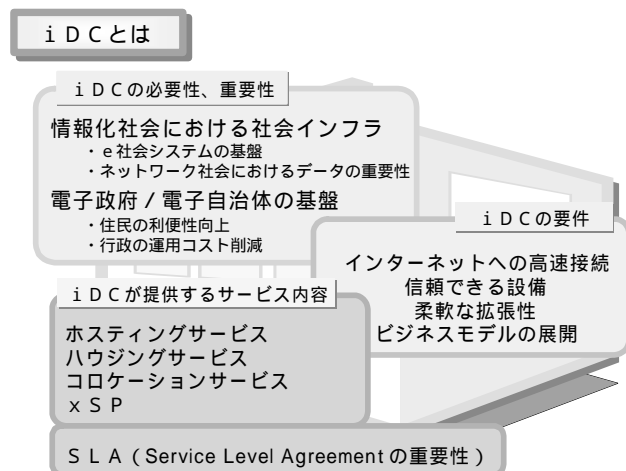 ｉＤＣとは
ｉＤＣの必要性、重要性
情報化社会における社会インフラ
・ｅ社会システムの基盤
・ネットワーク社会におけるデータの重要性
電子政府／電子自治体の基盤
・住民の利便性向上
・行政の運用コスト削減
ｉＤＣの要件
インターネットへの高速接続
信頼できる設備
柔軟な拡張性
ビジネスモデルの展開
ｉＤＣが提供するサービス内容
ホスティングサービス
ハウジングサービス
コロケーションサービス
ｘＳＰ
ＳＬＡ（Service Level Agreementの重要性）